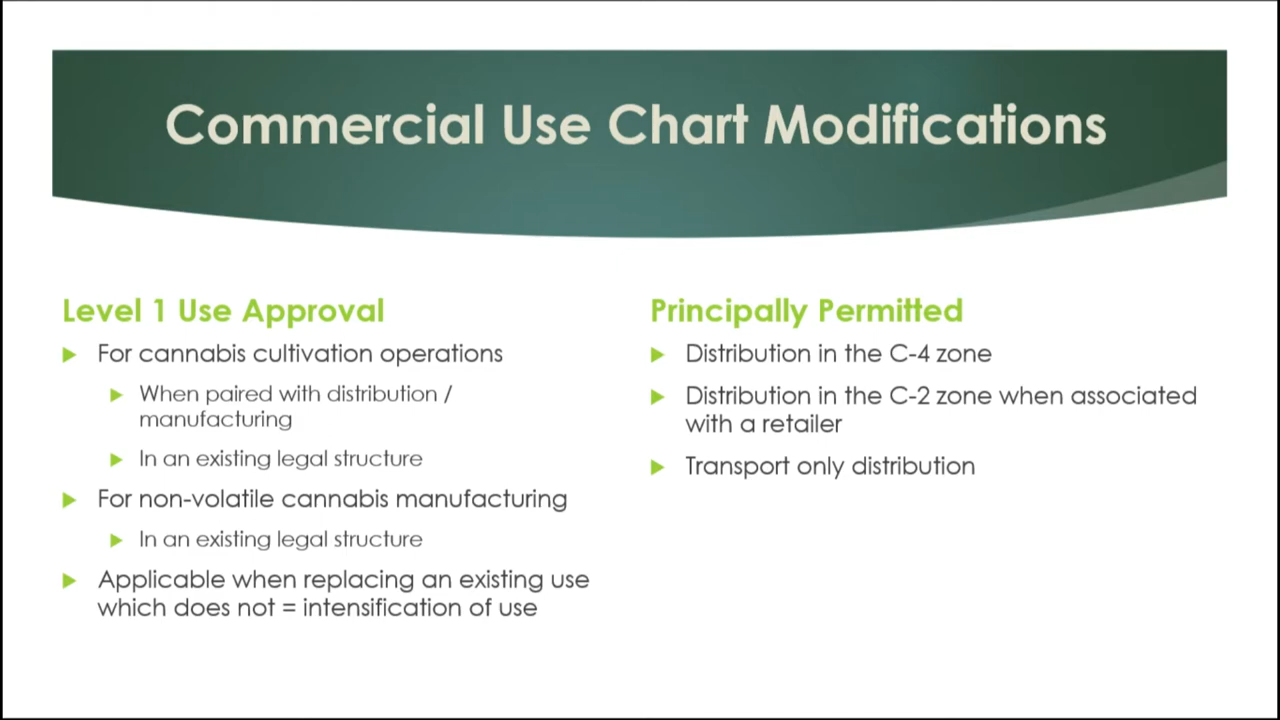 Commercial Use Chart Modifications
Level 1 Use Approval
For cannabis cultivation operations
When paired with distribution /
manufacturing
In an existing legal structure
For non-volatile cannabis manufacturing
In an existing legal structure
Applicable when replacing an existing use
which does not = intensification of use
Principally Permitted
Distribution in the C-4 zone
Distribution in the C-2 zone when associated
with a retailer
Transport only distribution